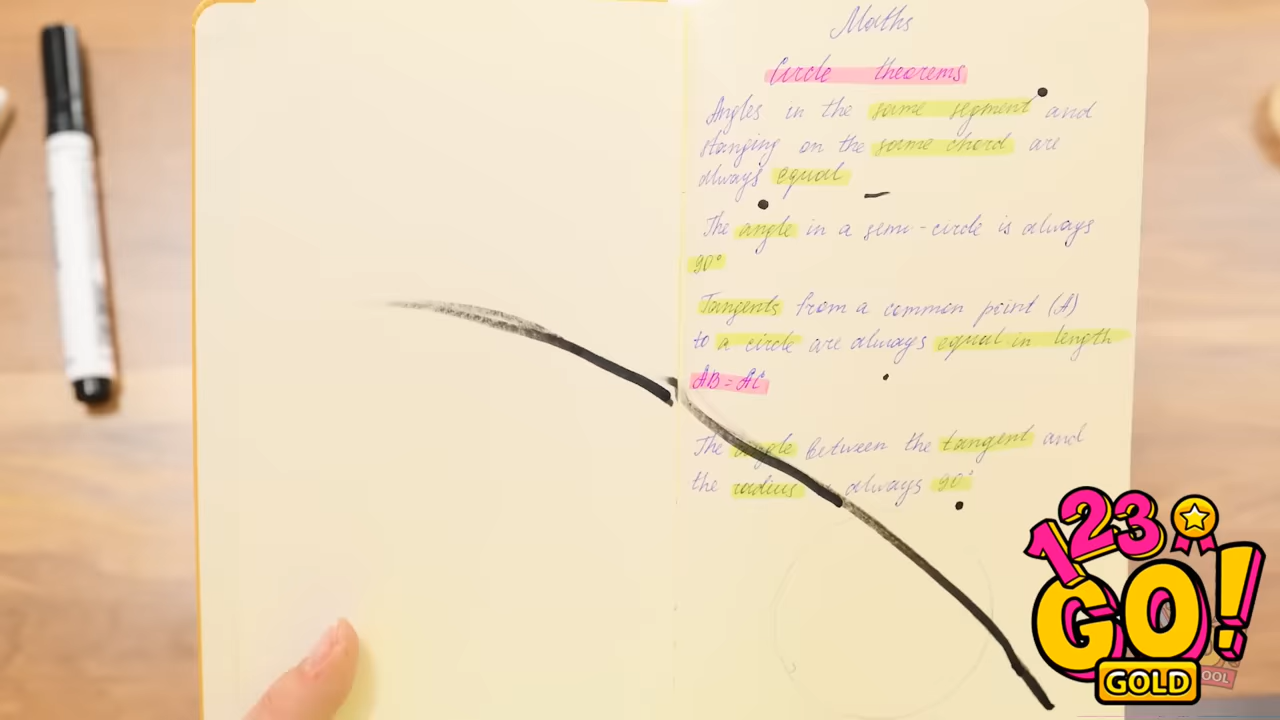 Maths
Circle theorems
Angles in the same segment and
stanging on the same chord are
always equal
The angle in a semi-circle is always
90°
Tangents from a common point (A)
to a circle are always equal in length
AB = AC
The angle between the tangent and
the radius always 90°
123
GO!
GOLD